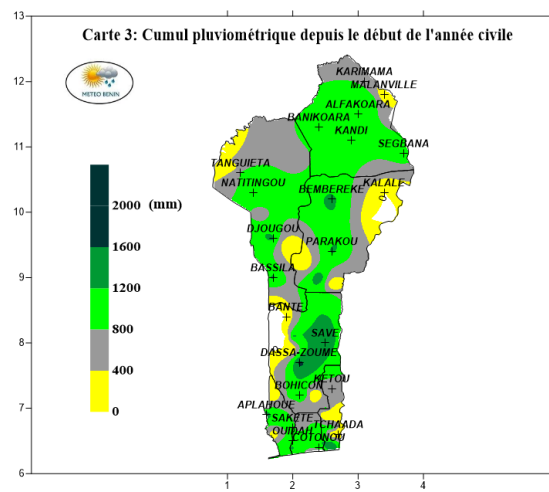 Carte 3: Cumul pluviométrique depuis le début de l'année civile
METEO BENIN
13
12
11
10
9
8
7
6
1
2
3
4
2000 (mm)
1600
1200
800
400
0
KARIMAMA
MALANVILLE
ALFAKOARA
BANIKOARA
KANDI
SEGBANA
TANGUIETA
NATITINGOU
BEMBEREKE
KALALE
DJOUGOU
PARAKOU
BASSILA
BANTE
SAVE
DASSA-ZOUME
KETOU
BOHICON
APLAHOUE
SAKETE
TCHAADA
OUIDAH
COTONOU